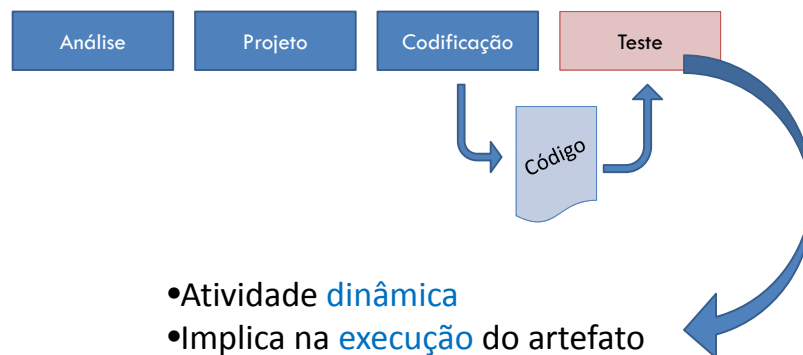 Análise
Projeto
Codificação
Teste
Código
•Atividade dinâmica
•Implica na execução do artefato